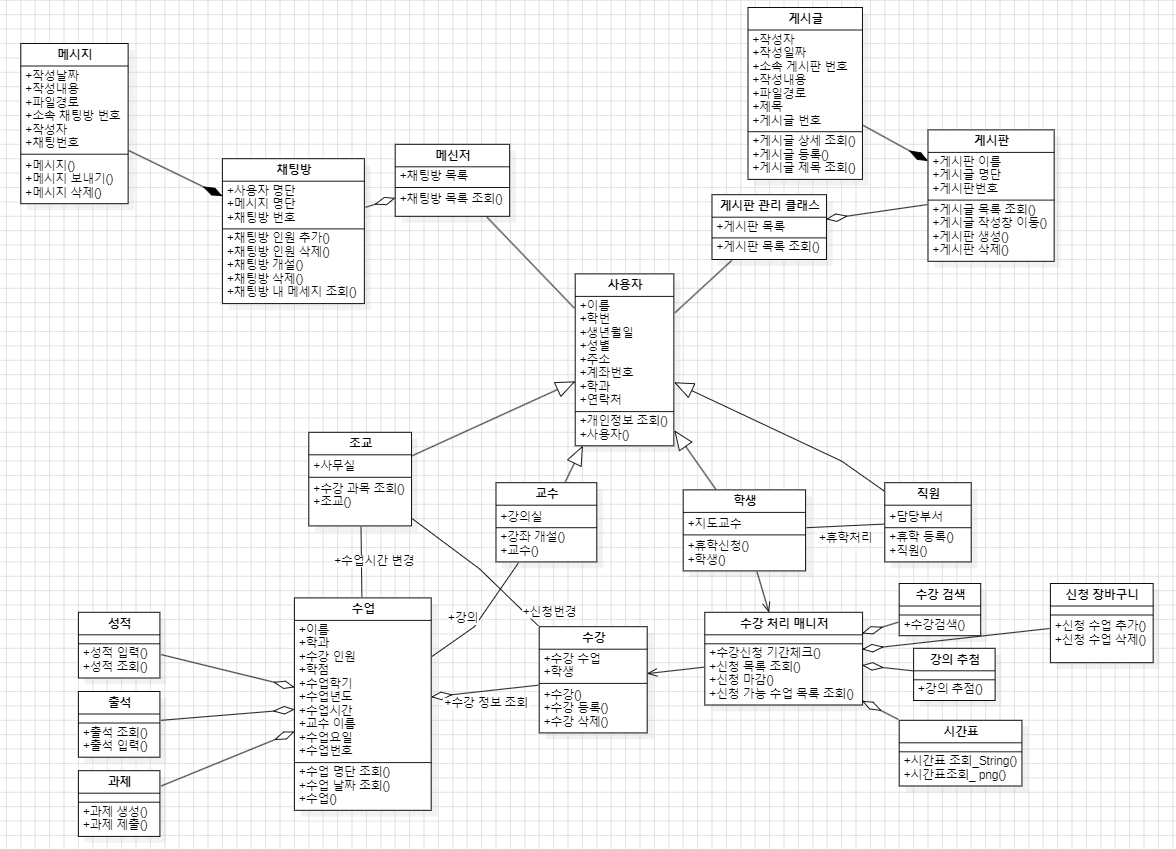 게시글
+작성자
+작성일짜
+소속 게시판 번호
+작성내용
+파일경로
+제목
+게시글 번호
+게시글 상세 조회()
+게시글 등록()
+게시글 제목 조회()
메시지
+작성날짜
+작성내용
+파일경로
+소속 채팅방 번호
+작성자
+채팅번호
+메시지()
+메시지 보내기()
+메시지 삭제()
게시판
+게시판 이름
+게시글 명단
+게시판번호
+게시글 목록 조회()
+게시글 작성창 이동()
+게시판 생성()
+게시판 삭제()
메신저
+채팅방 목록
+채팅방 목록 조회()
채팅방
+사용자 명단
+메시지 명단
+채팅방 번호
+채팅방 인원 추가()
+채팅방 인원 삭제()
+채팅방 개설()
+채팅방 삭제()
+채팅방 내 메세지 조회()
게시판 관리 클래스
+게시판 목록
+게시판 목록 조회()
사용자
+이름
+학번
+생년월일
+성별
+주소
+계좌번호
+학과
+연락처
+개인정보 조회()
+사용자()
조교
+사무실
+수강 과목 조회()
+조교()
교수
+강의실
+강좌 개설()
+교수()
학생
+지도교수
+휴학신청()
+학생()
+휴학처리
직원
+담당부서
+휴학 등록()
+직원()
+수업시간 변경
+강의
+신청변경
수업
+이름
+학과
+수강 인원
+학점
+수업학기
+수업년도
+수업시간
+교수 이름
+수업요일
+수업번호
+수업 명단 조회()
+수업 날짜 조회()
+수업()
성적
+성적 입력()
+성적 조회()
출석
+출석 조회()
+출석 입력()
과제
+과제 생성()
+과제 제출()
수강
+수강 수업
+학생
+수강()
+수강 등록()
+수강 삭제()
+수강 정보 조회
수강 처리 매니저
+수강신청 기간체크()
+신청 목록 조회()
+신청 마감()
+신청 가능 수업 목록 조회()
수강 검색
+수강검색()
신청 장바구니
+신청 수업 추가()
+신청 수업 삭제()
강의 추첨
+강의 추첨()
시간표
+시간표 조회_String()
+시간표조회_png()